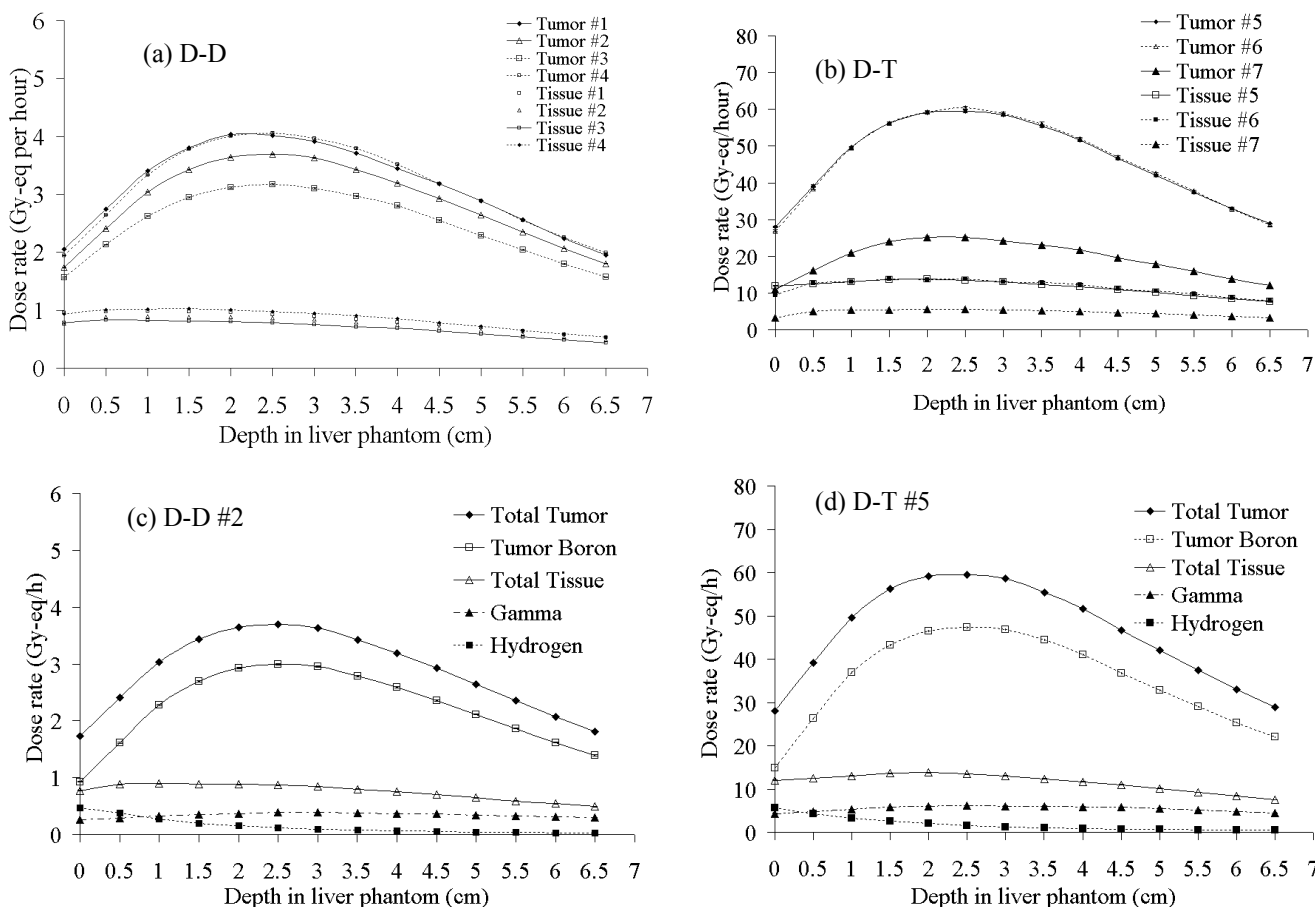 (a) D-D
Dose rate (Gy-eq per hour)
6
5
4
3
2
1
0
0 0.5 1 1.5 2 2.5 3 3.5 4 4.5 5 5.5 6 6.5 7
Depth in liver phantom (cm)
Tumor #1
Tumor #2
Tumor #3
Tumor #4
Tissue #1
Tissue #2
Tissue #3
Tissue #4
(b) D-T
Dose rate (Gy-eq/hour)
80
70
60
50
40
30
20
10
0
0 0.5 1 1.5 2 2.5 3 3.5 4 4.5 5 5.5 6 6.5 7
Depth in liver phantom (cm)
Tumor #5
Tumor #6
Tumor #7
Tissue #5
Tissue #6
Tissue #7
(c) D-D #2
Dose rate (Gy-eq/h)
6
5
4
3
2
1
0
0 0.5 1 1.5 2 2.5 3 3.5 4 4.5 5 5.5 6 6.5 7
Depth in liver phantom (cm)
Total Tumor
Tumor Boron
Total Tissue
Gamma
Hydrogen
(d) D-T #5
Dose rate (Gy-eq/h)
80
70
60
50
40
30
20
10
0
0 0.5 1 1.5 2 2.5 3 3.5 4 4.5 5 5.5 6 6.5 7
Depth in liver phantom (cm)
Total Tumor
Tumor Boron
Total Tissue
Gamma
Hydrogen